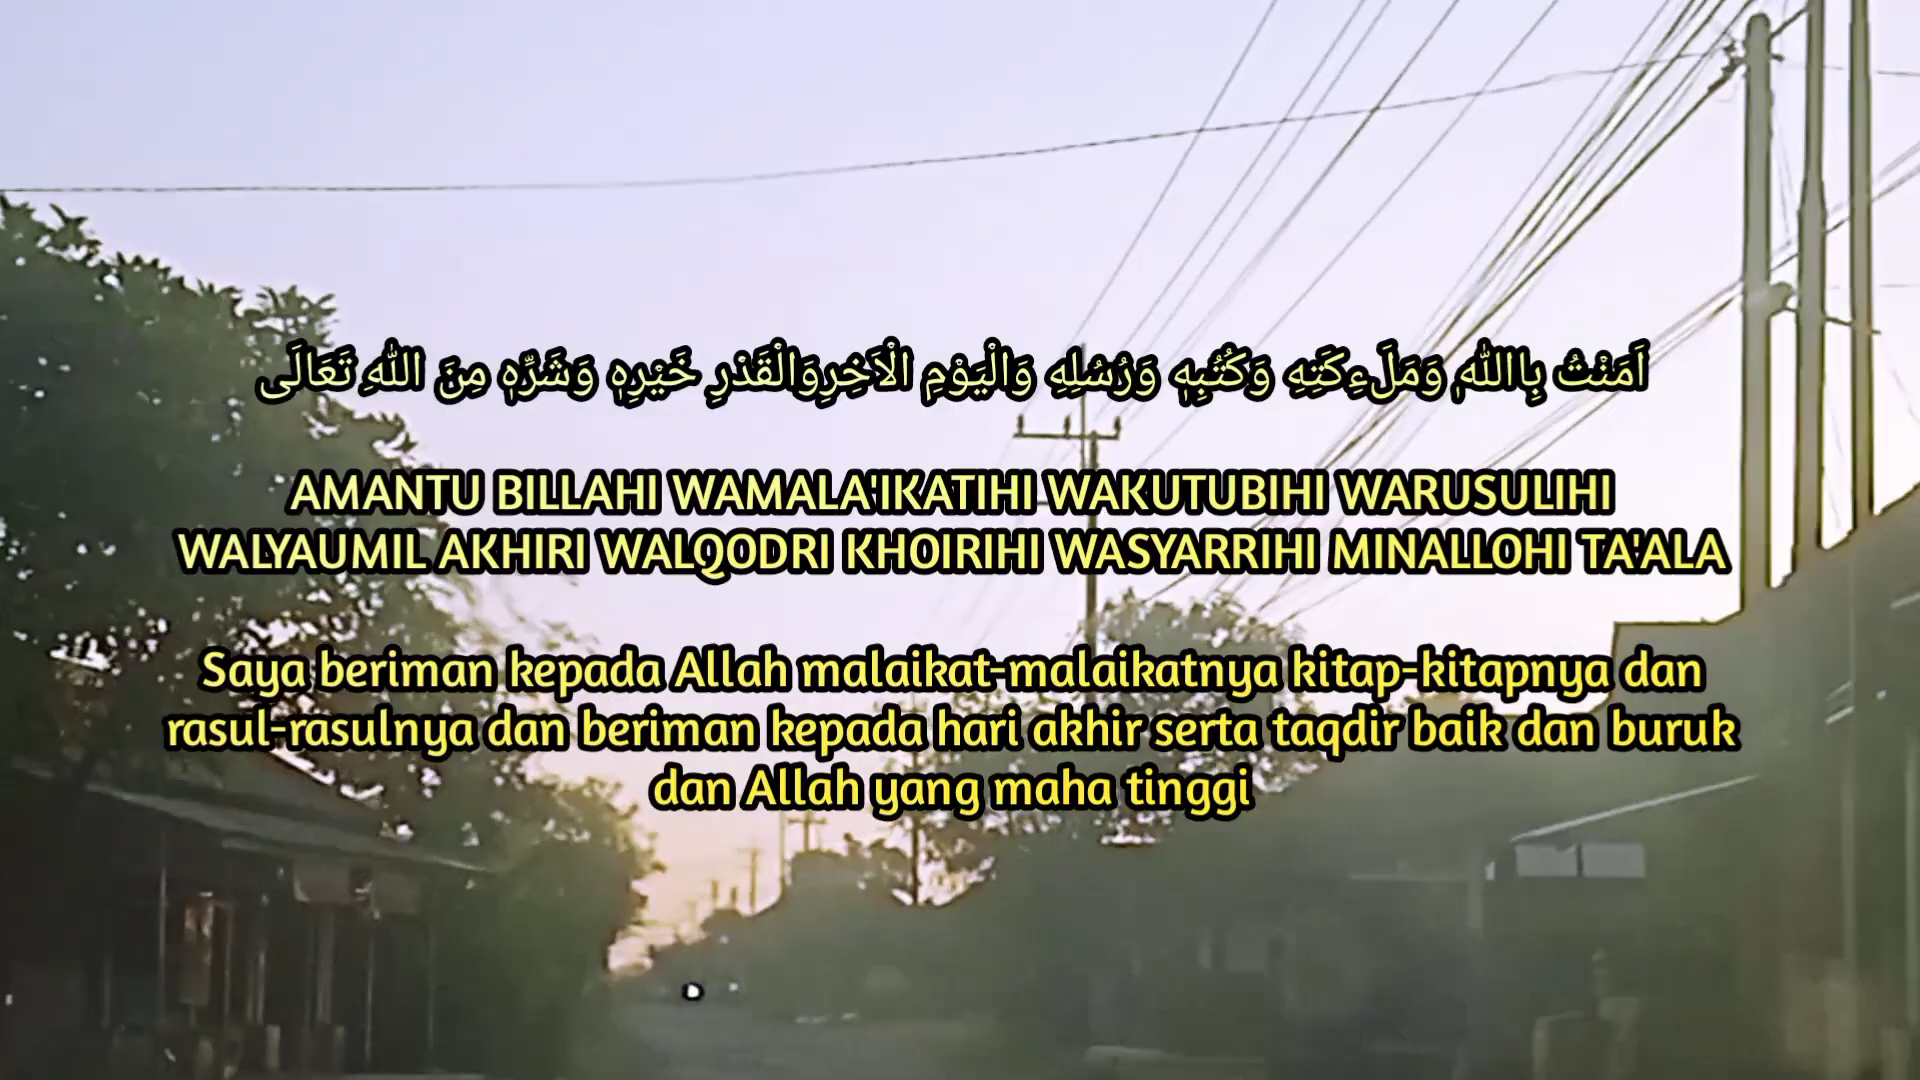 اَمَنْتُ بِاللّٰهِ وَمَلَءِكَتِهِ وَكُتُبِهٖ وَرُسُلِهِ وَالْيَوْمِ الْاَخِرِوَالْقَدْرِ خَيْرِهٖ وَشَرِّهٖ مِنَ اللّٰهِ تَعَالَى
AMANTU BILLAHI WAMALA'IKATIHI WAKUTUBIHI WARUSULIHI
WALYAUMIL AKHIRI WALQODRI KHOIRIHI WASYARRIHI MINALLOHI TA'ALA
Saya beriman kepada Allah malaikat-malaikatnya kitap-kitapnya dan
rasul-rasulnya dan beriman kepada hari akhir serta taqdir baik dan buruk
dan Allah yang maha tinggi